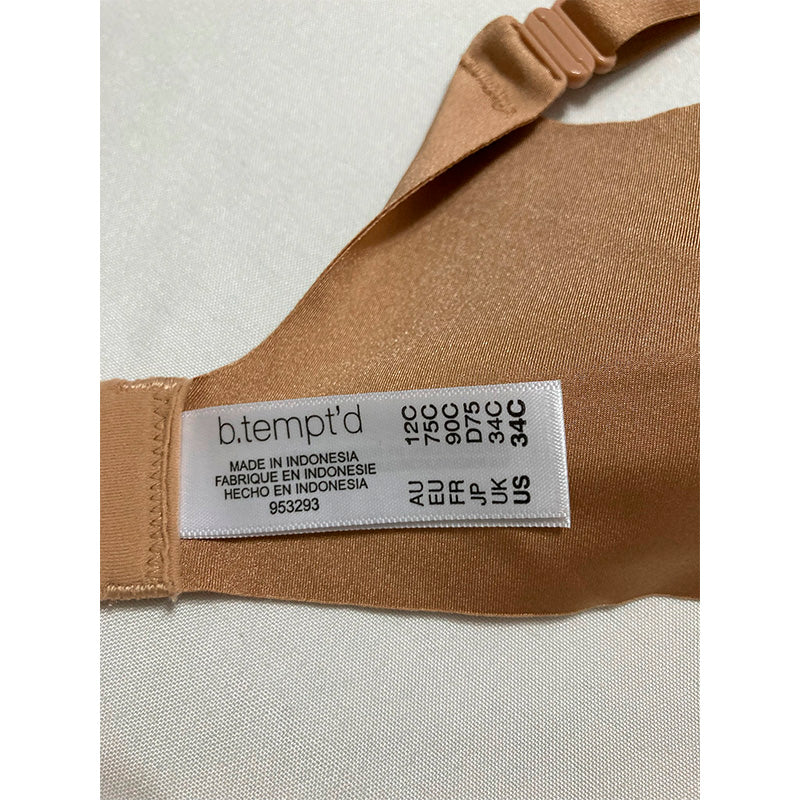 b.tempt'd
MADE IN INDONESIA
FABRIQUE EN INDONESIE
HECHO EN INDONESIA
953293
AU 12C
EU 75C
FR 90C
JP D75
UK 34C
US 34C